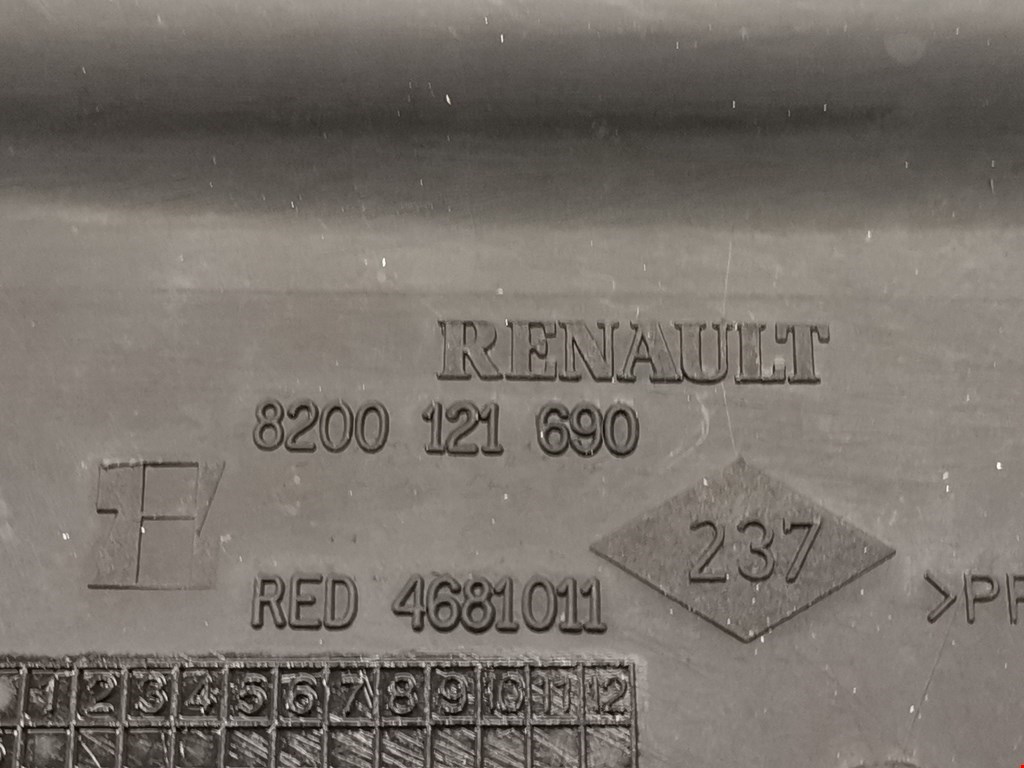 RENAULT
8200 121 690
237
RED 4681011
>PP
1 2 3 4 5 6 7 8 9 10 11 12